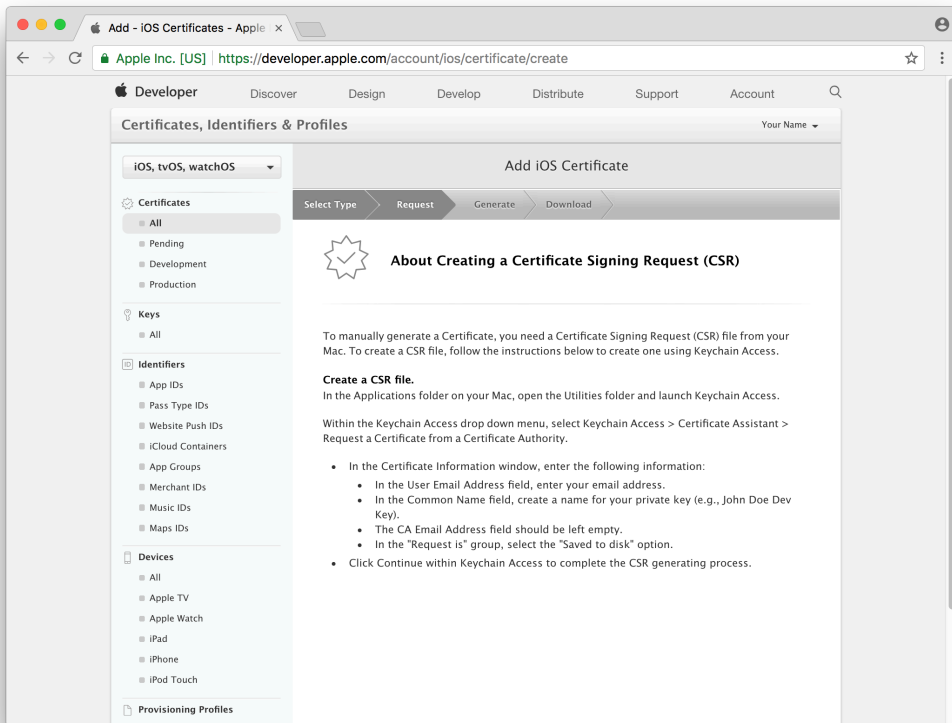 Add - iOS Certificates - Apple
Apple Inc. [US] https://developer.apple.com/account/ios/certificate/create
Developer Discover Design Develop Distribute Support Account
Certificates, Identifiers & Profiles Your Name
iOS, tvOS, watchOS
Certificates
All
Pending
Development
Production
Keys
All
ID Identifiers
App IDs
Pass Type IDs
Website Push IDs
iCloud Containers
App Groups
Merchant IDs
Music IDs
Maps IDs
Devices
All
Apple TV
Apple Watch
iPad
iPhone
iPod Touch
Provisioning Profiles
Add iOS Certificate
Select Type Request Generate Download
About Creating a Certificate Signing Request (CSR)
To manually generate a Certificate, you need a Certificate Signing Request (CSR) file from your
Mac. To create a CSR file, follow the instructions below to create one using Keychain Access.
Create a CSR file.
In the Applications folder on your Mac, open the Utilities folder and launch Keychain Access.
Within the Keychain Access drop down menu, select Keychain Access > Certificate Assistant >
Request a Certificate from a Certificate Authority.
• In the Certificate Information window, enter the following information:
• In the User Email Address field, enter your email address.
• In the Common Name field, create a name for your private key (e.g., John Doe Dev
Key).
• The CA Email Address field should be left empty.
• In the "Request is" group, select the "Saved to disk" option.
• Click Continue within Keychain Access to complete the CSR generating process.